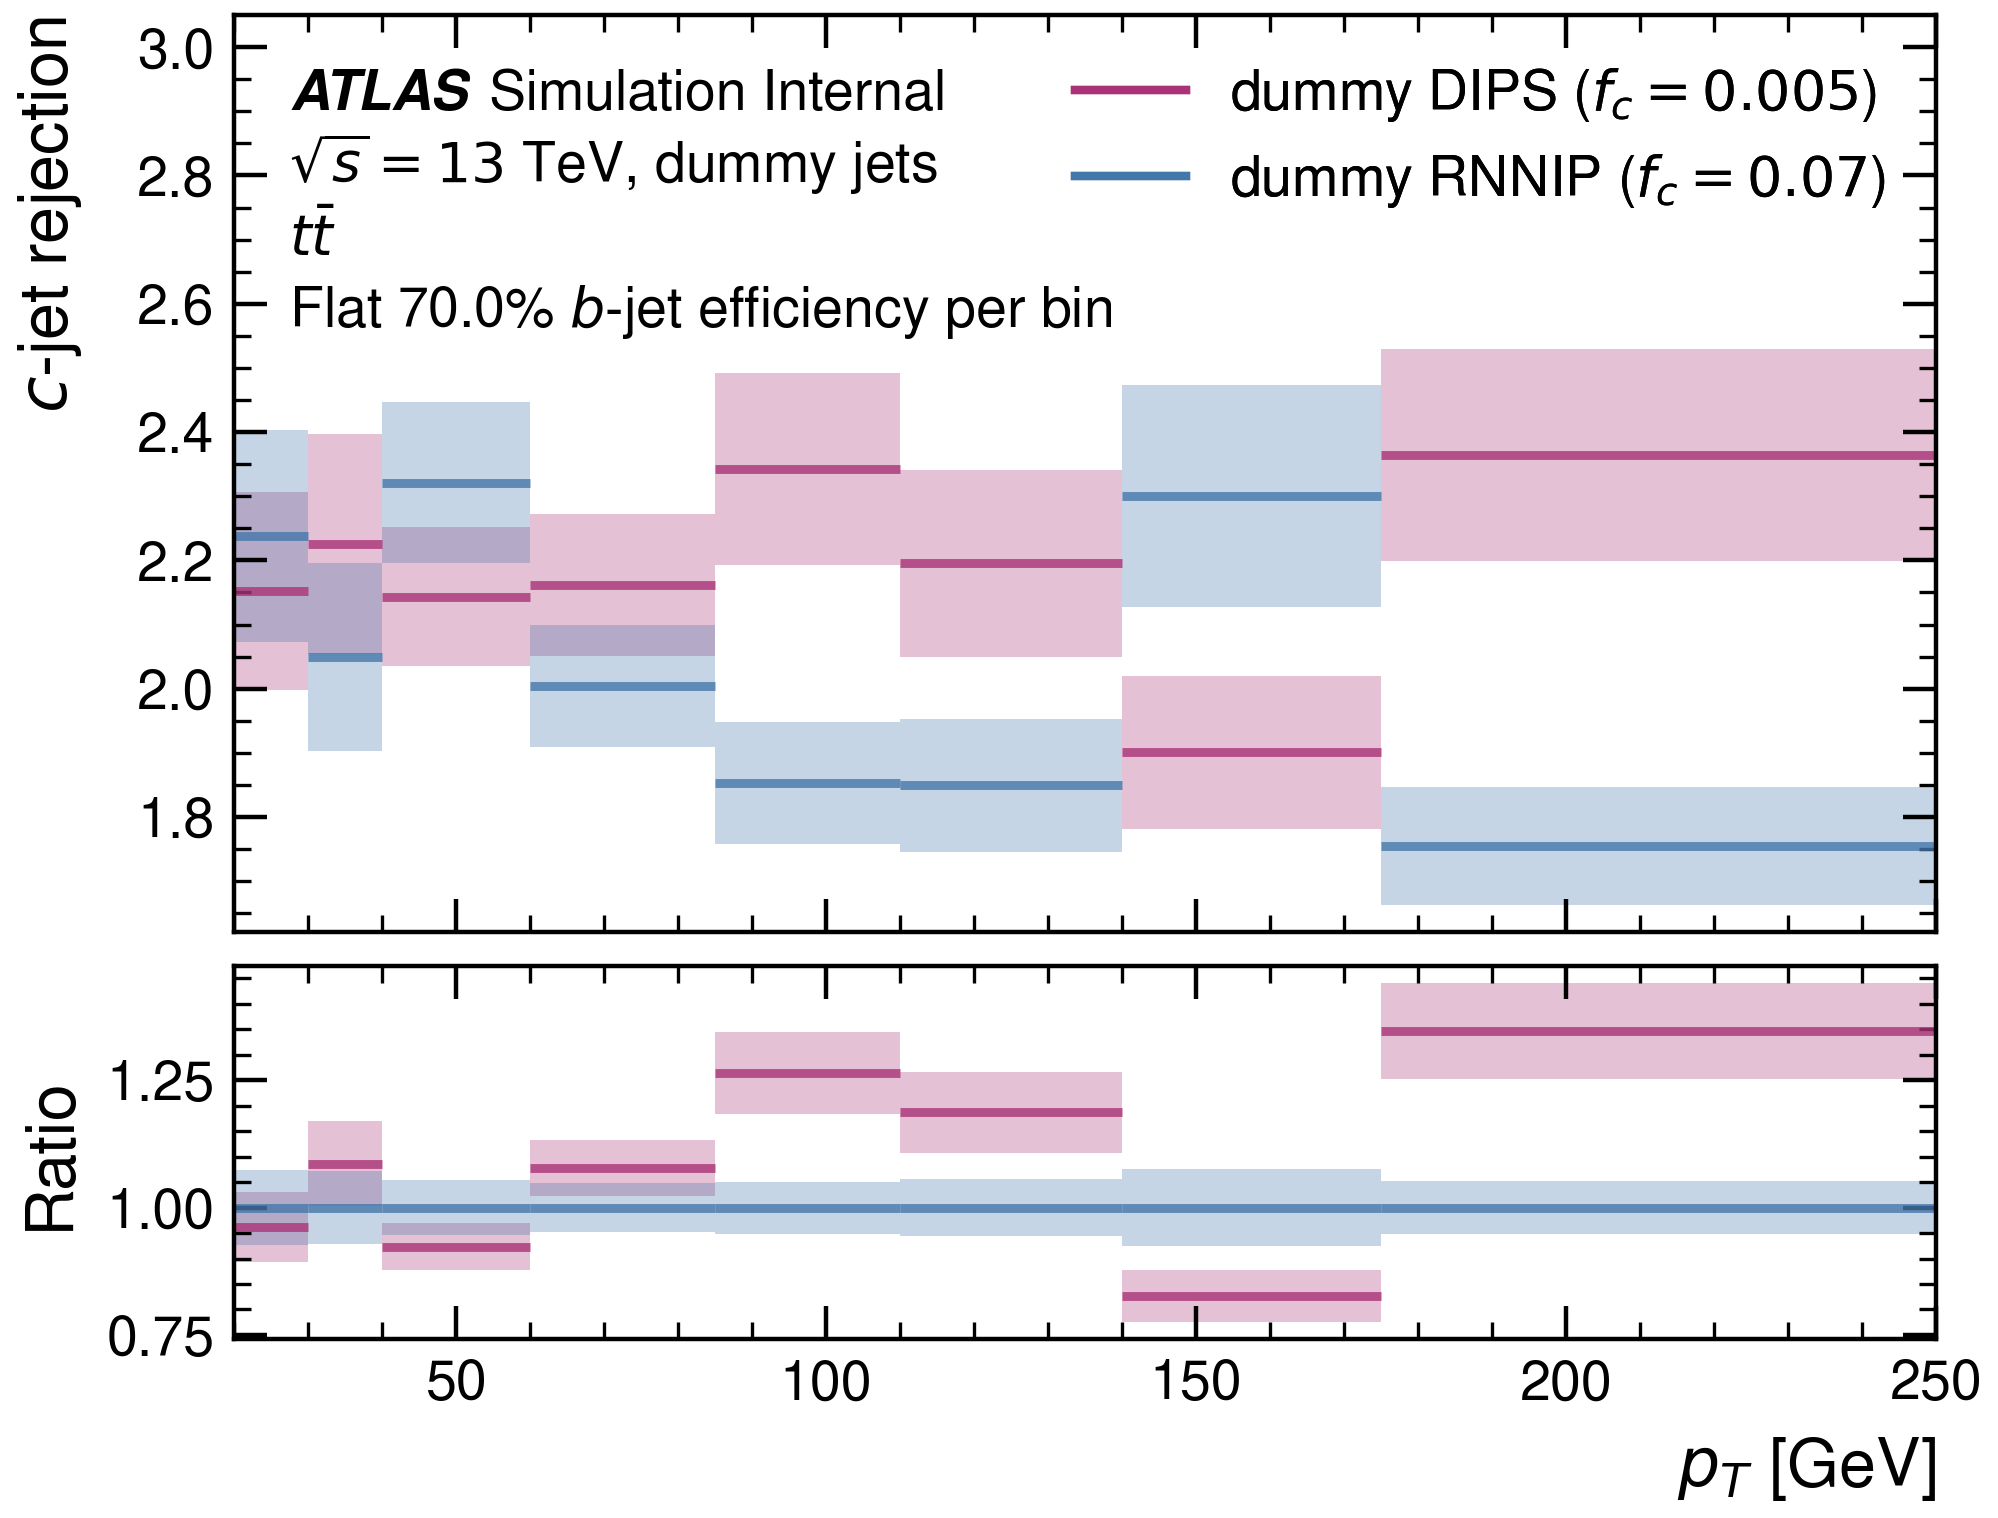 c-jet rejection
3.0
2.8
2.6
2.4
2.2
2.0
1.8
ATLAS Simulation Internal
√s = 13 TeV, dummy jets
tt̄
Flat 70.0% b-jet efficiency per bin
dummy DIPS (f_c = 0.005)
dummy RNNIP (f_c = 0.07)
Ratio
1.25
1.00
0.75
50 100 150 200 250
p_T [GeV]